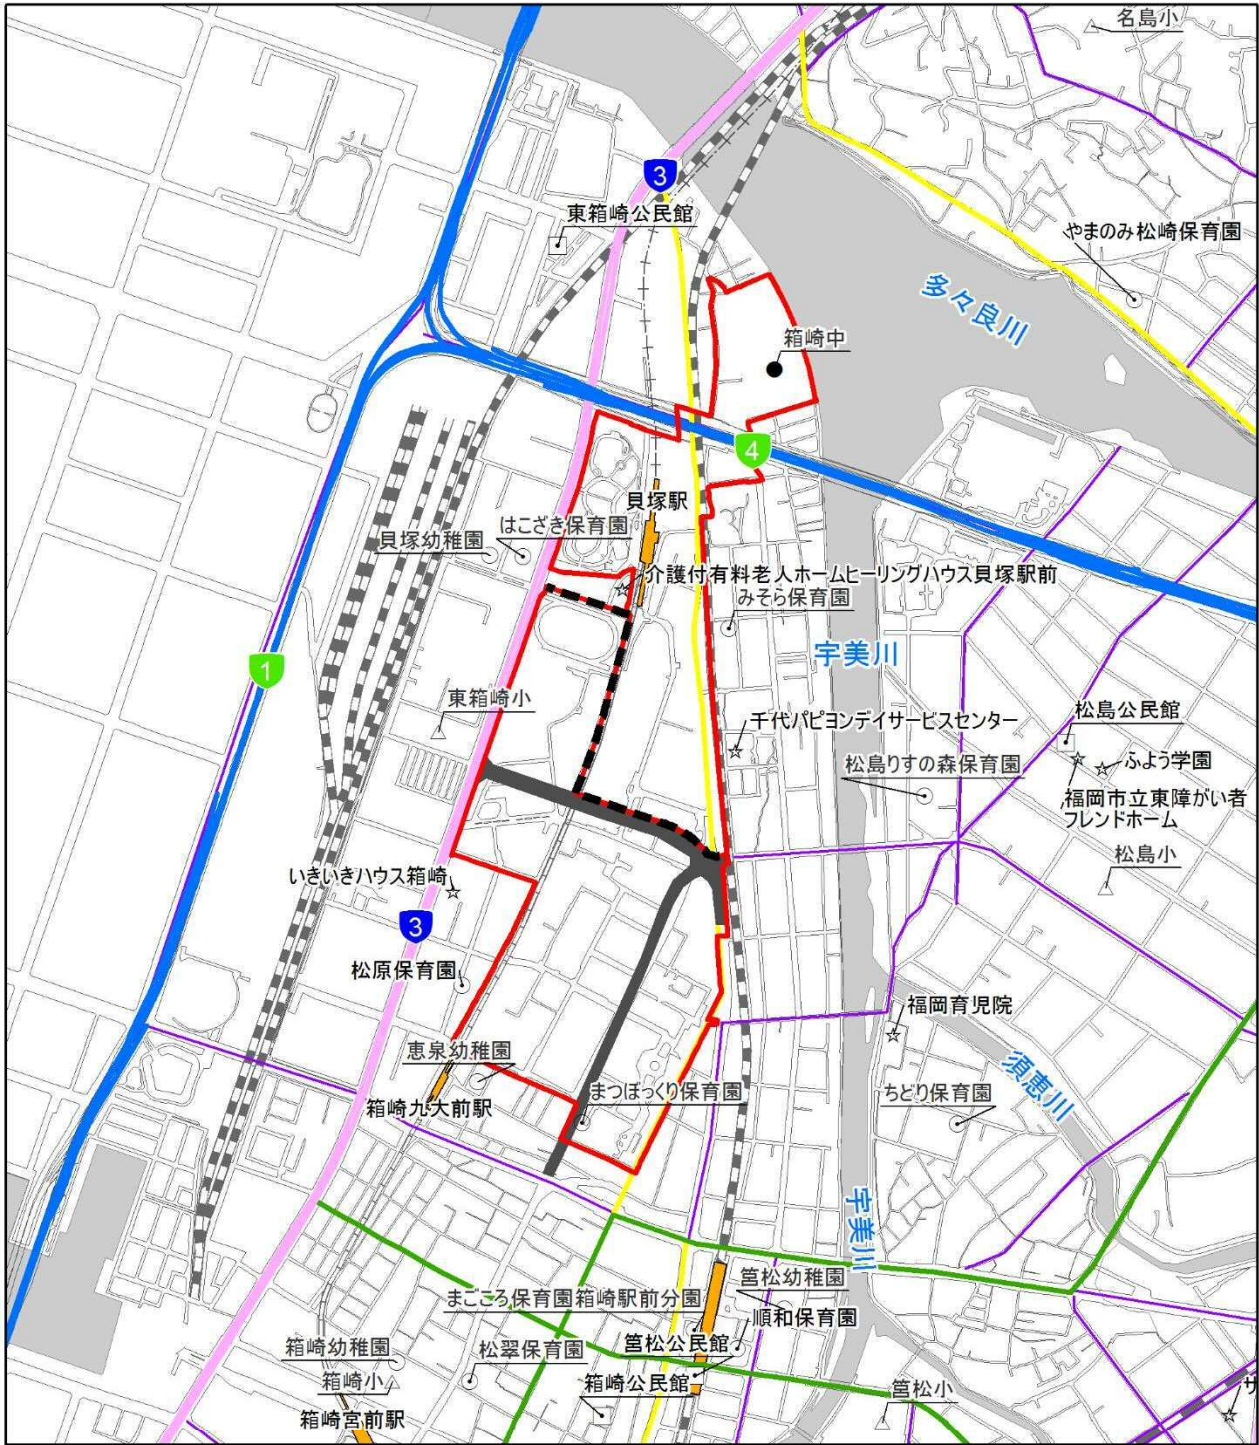 名島小
3
東箱崎公民館
やまのみ松崎保育園
多々良川
箱崎中
4
貝塚駅
はこざき保育園
貝塚幼稚園
介護付有料老人ホームヒーリングハウス貝塚駅前
みそら保育園
宇美川
1
東箱崎小
千代パピヨンデイサービスセンター
松島公民館
松島りすの森保育園
ふよう学園
福岡市立東障がい者
フレンドホーム
松島小
いきいきハウス箱崎
3
松原保育園
福岡育児院
恵泉幼稚園
須恵川
まつぼっくり保育園
ちどり保育園
箱崎九大前駅
宇美川
筥松幼稚園
まごころ保育園箱崎駅前分園
順和保育園
箱崎幼稚園
松翠保育園
筥松公民館
箱崎小
箱崎公民館
筥松小
箱崎宮前駅